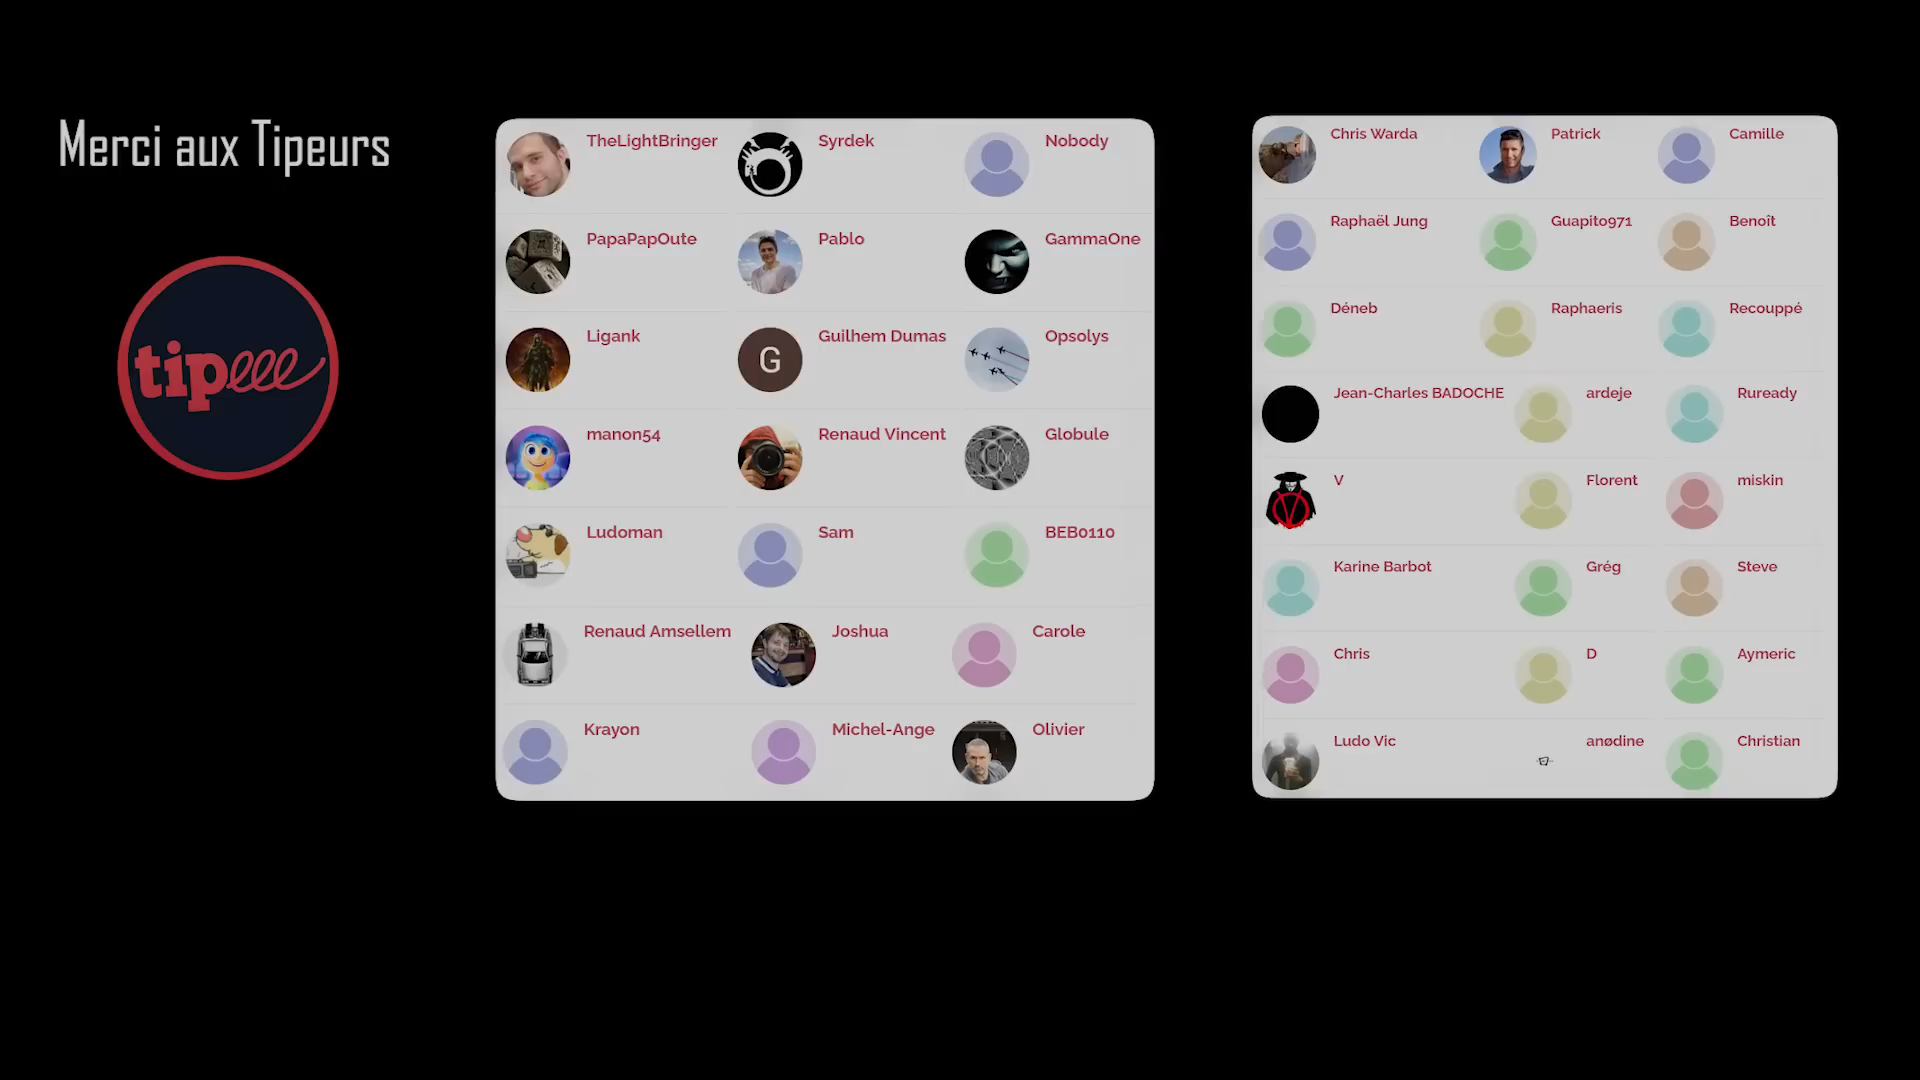 Merci aux Tipeurs
tipeee
TheLightBringer Syrdek Nobody
PapaPapOute Pablo GammaOne
Ligank G Guilhem Dumas Opsolys
manon54 Renaud Vincent Globule
Ludoman Sam BEB0110
Renaud Amsellem Joshua Carole
Krayon Michel-Ange Olivier
Chris Warda Patrick Camille
Raphaël Jung Guapito971 Benoît
Déneb Raphaeris Recouppé
Jean-Charles BADOCHE ardeje Ruready
V Florent miskin
Karine Barbot Grég Steve
Chris D Aymeric
Ludo Vic anødine Christian